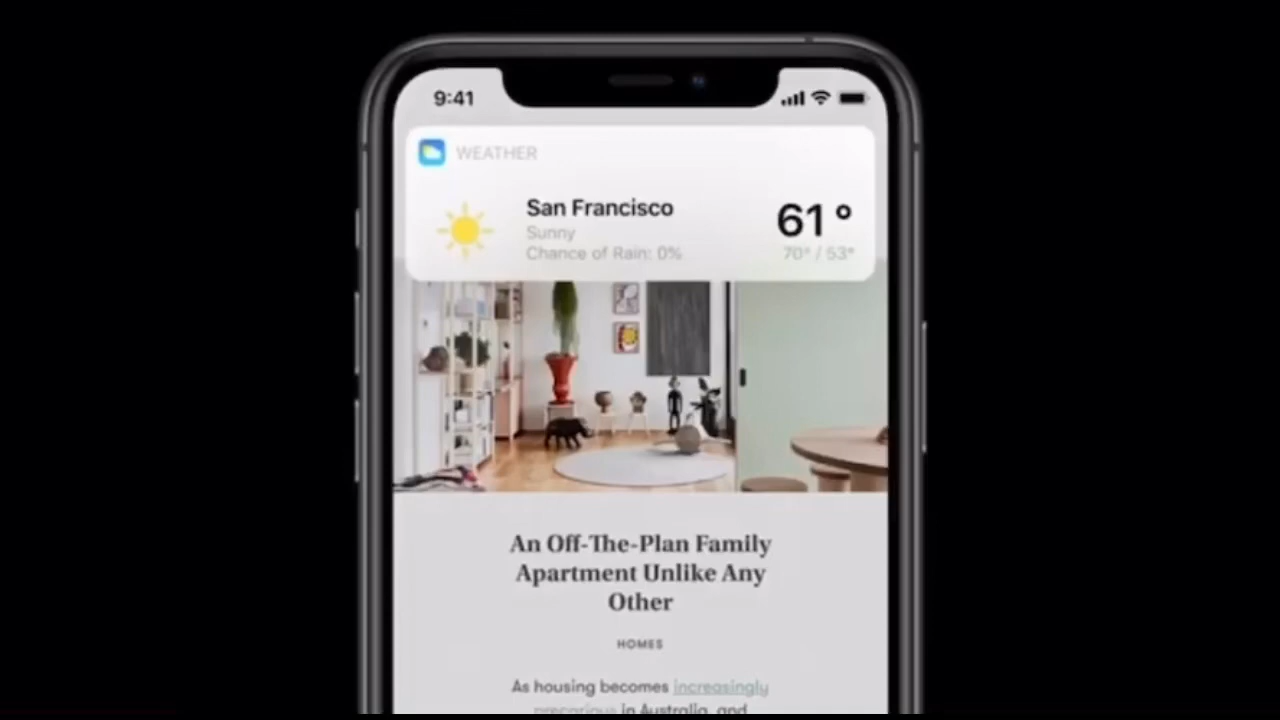 9:41
WEATHER
San Francisco
61°
Sunny
Chance of Rain: 0%
70° / 53°
An Off-The-Plan Family
Apartment Unlike Any
Other
HOMES
As housing becomes increasingly
precarious in Australia, and